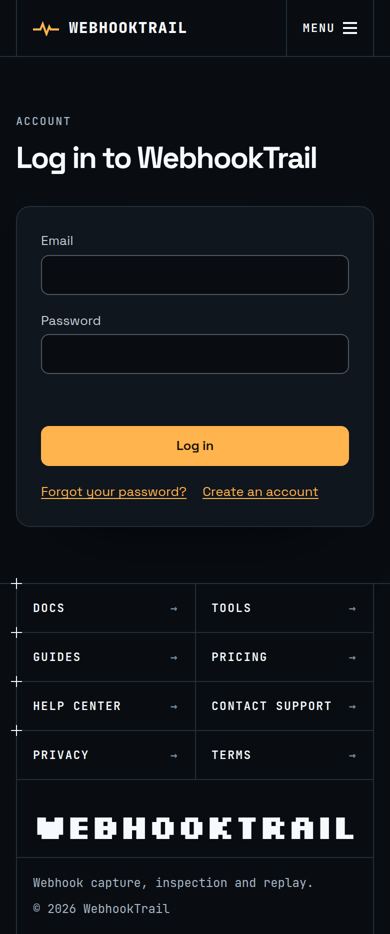 WEBHOOKTRAIL MENU
ACCOUNT
Log in to WebhookTrail
Email
Password
Log in
Forgot your password? Create an account
DOCS → TOOLS →
GUIDES → PRICING →
HELP CENTER → CONTACT SUPPORT →
PRIVACY → TERMS →
WEBHOOKTRAIL
Webhook capture, inspection and replay.
© 2026 WebhookTrail